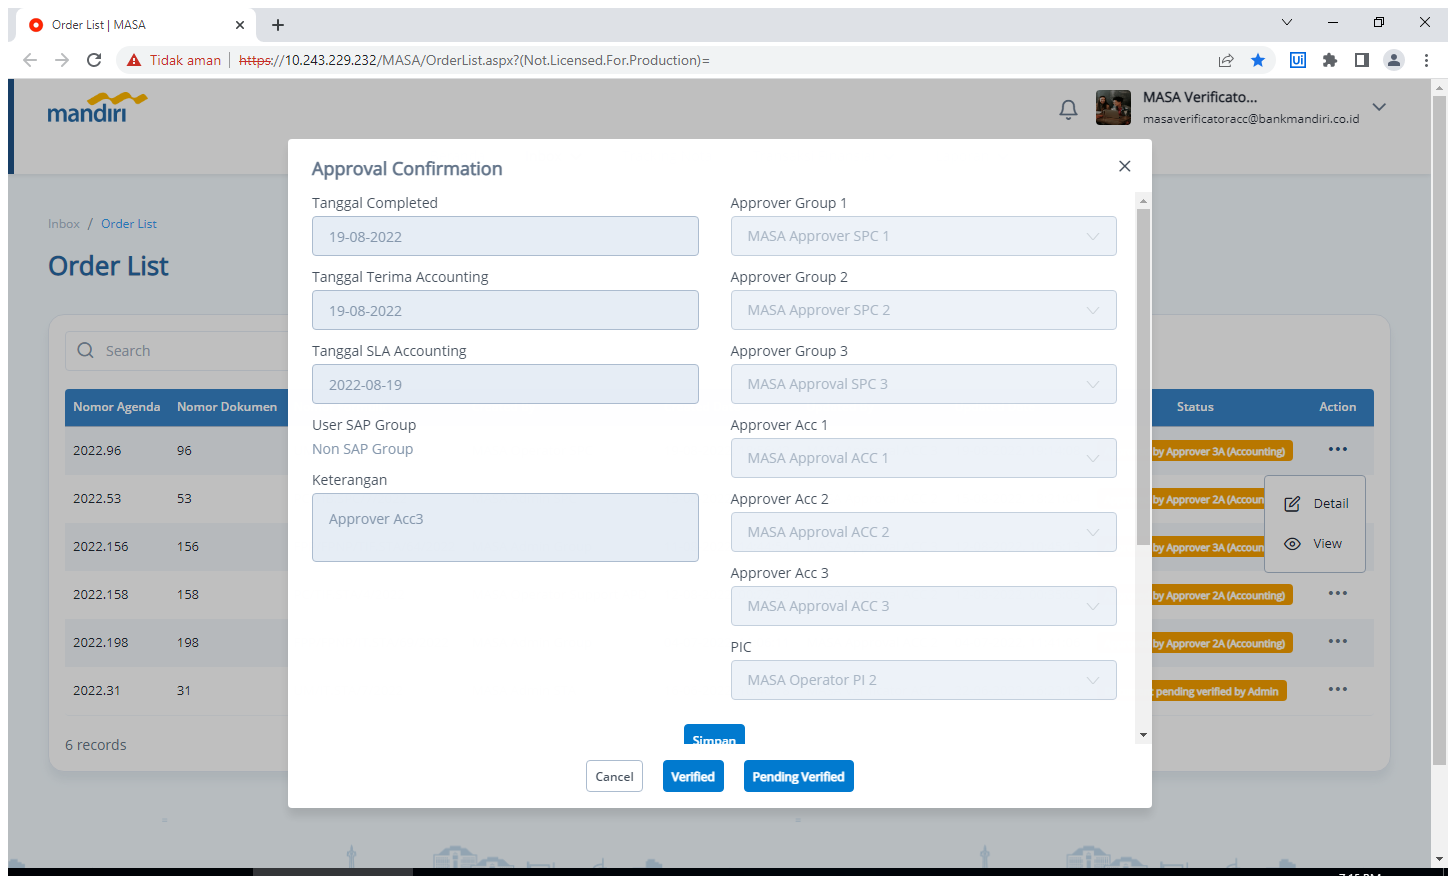 Order List | MASA
Tidak aman
https://10.243.229.232/MASA/OrderList.aspx?(Not.Licensed.For.Production)=
Ui
mandiri
MASA Verificato...
masaverificatoracc@bankmandiri.co.id
Inbox / Order List
Order List
Search
Nomor Agenda Nomor Dokumen Status Action
2022.96 96 by Approver 3A (Accounting)
2022.53 53 by Approver 2A (Accoun
2022.156 156 by Approver 3A (Accoun
2022.158 158 by Approver 2A (Accounting)
2022.198 198 by Approver 2A (Accounting)
2022.31 31 pending verified by Admin
Detail
View
6 records
Approval Confirmation
Tanggal Completed
19-08-2022
Tanggal Terima Accounting
19-08-2022
Tanggal SLA Accounting
2022-08-19
User SAP Group
Non SAP Group
Keterangan
Approver Acc3
Approver Group 1
MASA Approver SPC 1
Approver Group 2
MASA Approver SPC 2
Approver Group 3
MASA Approval SPC 3
Approver Acc 1
MASA Approval ACC 1
Approver Acc 2
MASA Approval ACC 2
Approver Acc 3
MASA Approval ACC 3
PIC
MASA Operator PI 2
Simpan
Cancel Verified Pending Verified
7:15 PM